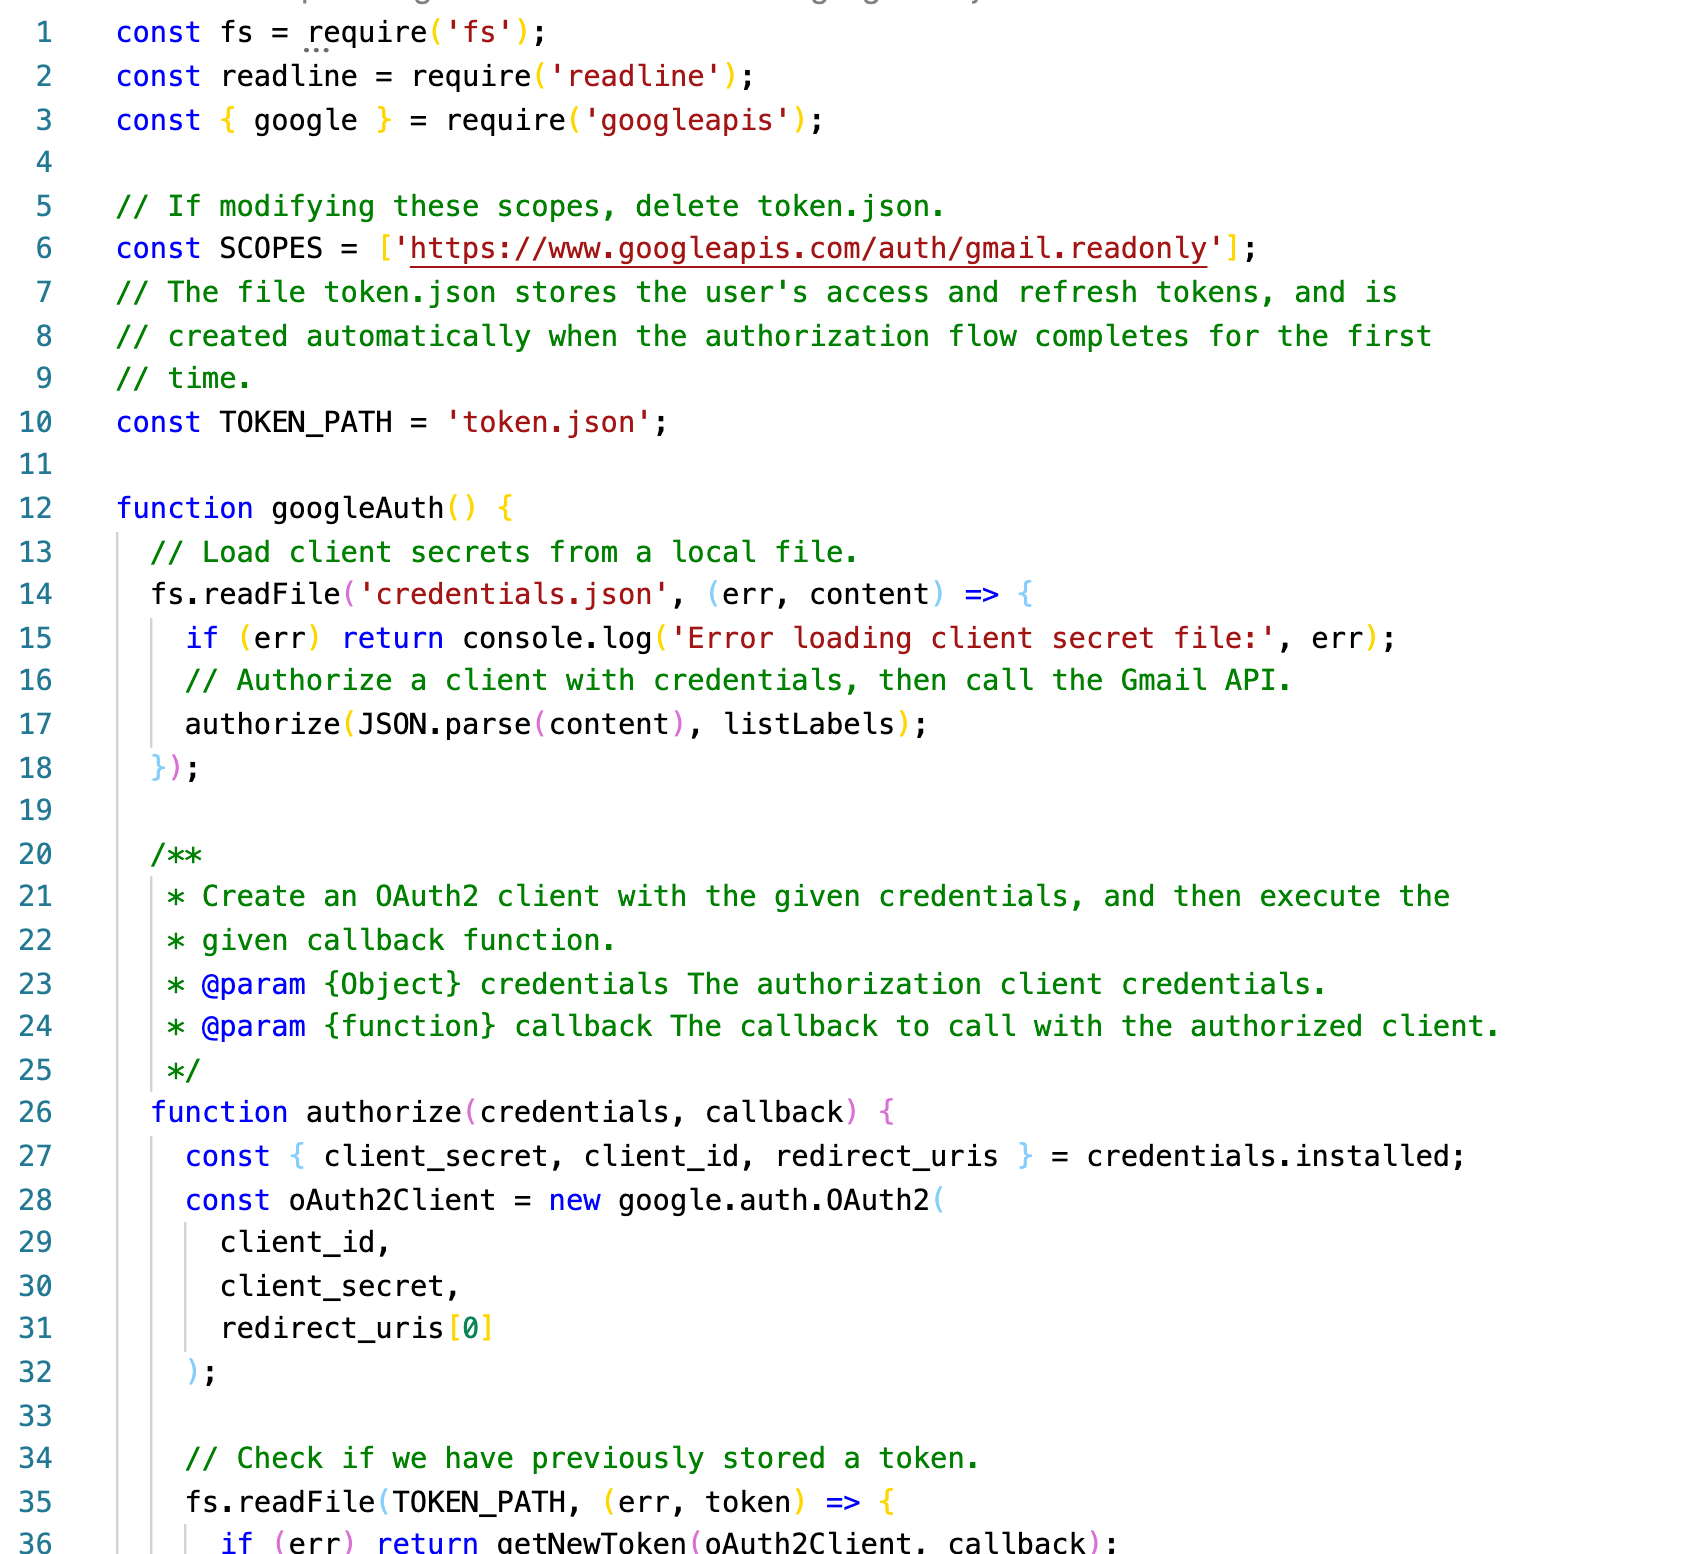 1 const fs = require('fs');
2 const readline = require('readline');
3 const { google } = require('googleapis');
4
5 // If modifying these scopes, delete token.json.
6 const SCOPES = ['https://www.googleapis.com/auth/gmail.readonly'];
7 // The file token.json stores the user's access and refresh tokens, and is
8 // created automatically when the authorization flow completes for the first
9 // time.
10 const TOKEN_PATH = 'token.json';
11
12 function googleAuth() {
13   // Load client secrets from a local file.
14   fs.readFile('credentials.json', (err, content) => {
15     if (err) return console.log('Error loading client secret file:', err);
16     // Authorize a client with credentials, then call the Gmail API.
17     authorize(JSON.parse(content), listLabels);
18   });
19
20   /**
21    * Create an OAuth2 client with the given credentials, and then execute the
22    * given callback function.
23    * @param {Object} credentials The authorization client credentials.
24    * @param {function} callback The callback to call with the authorized client.
25    */
26   function authorize(credentials, callback) {
27     const { client_secret, client_id, redirect_uris } = credentials.installed;
28     const oAuth2Client = new google.auth.OAuth2(
29       client_id,
30       client_secret,
31       redirect_uris[0]
32     );
33
34     // Check if we have previously stored a token.
35     fs.readFile(TOKEN_PATH, (err, token) => {
36       if (err) return getNewToken(oAuth2Client, callback);